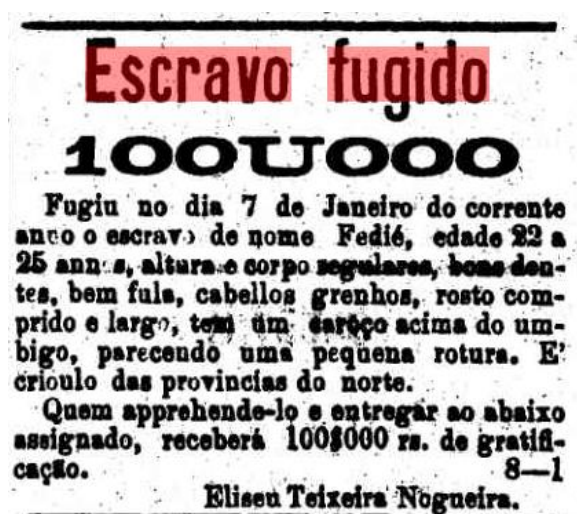 Escravo fugido
100U000
Fugiu no dia 7 de Janeiro do corrente
anno o escravo de nome Fedié, edade 22 a
25 annos, altura e corpo regulares, bons den-
tes, bem fula, cabellos grenhos, rosto com-
prido e largo, tem um caroço acima do um-
bigo, parecendo uma pequena rotura. E'
crioulo das provincias do norte.
Quem apprehende-lo e entregar ao abaixo
assignado, receberá 100$000 rs. de gratifi-
cação. 8—1
Eliseu Teixeira Nogueira.